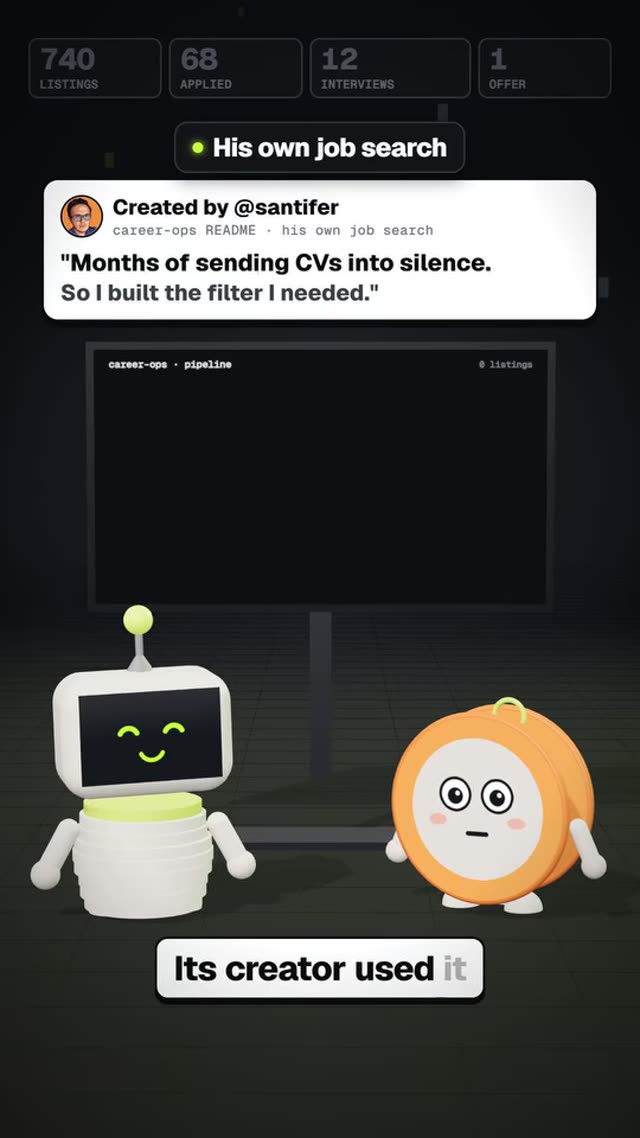 740
LISTINGS
68
APPLIED
12
INTERVIEWS
1
OFFER
His own job search
Created by @santifer
career-ops README · his own job search
"Months of sending CVs into silence.
So I built the filter I needed."
career-ops · pipeline
0 listings
Its creator used it